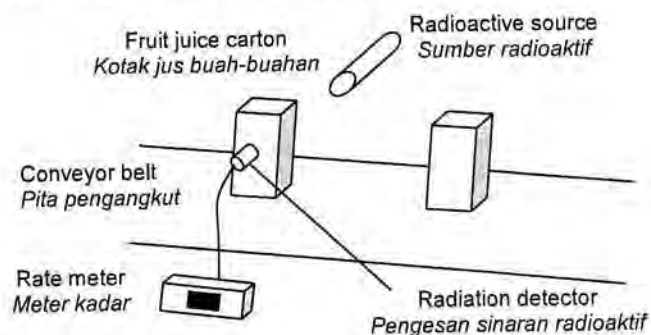 Fruit juice carton
Kotak jus buah-buahan
Radioactive source
Sumber radioaktif
Conveyor belt
Pita pengangkut
Rate meter
Meter kadar
Radiation detector
Pengesan sinaran radioaktif